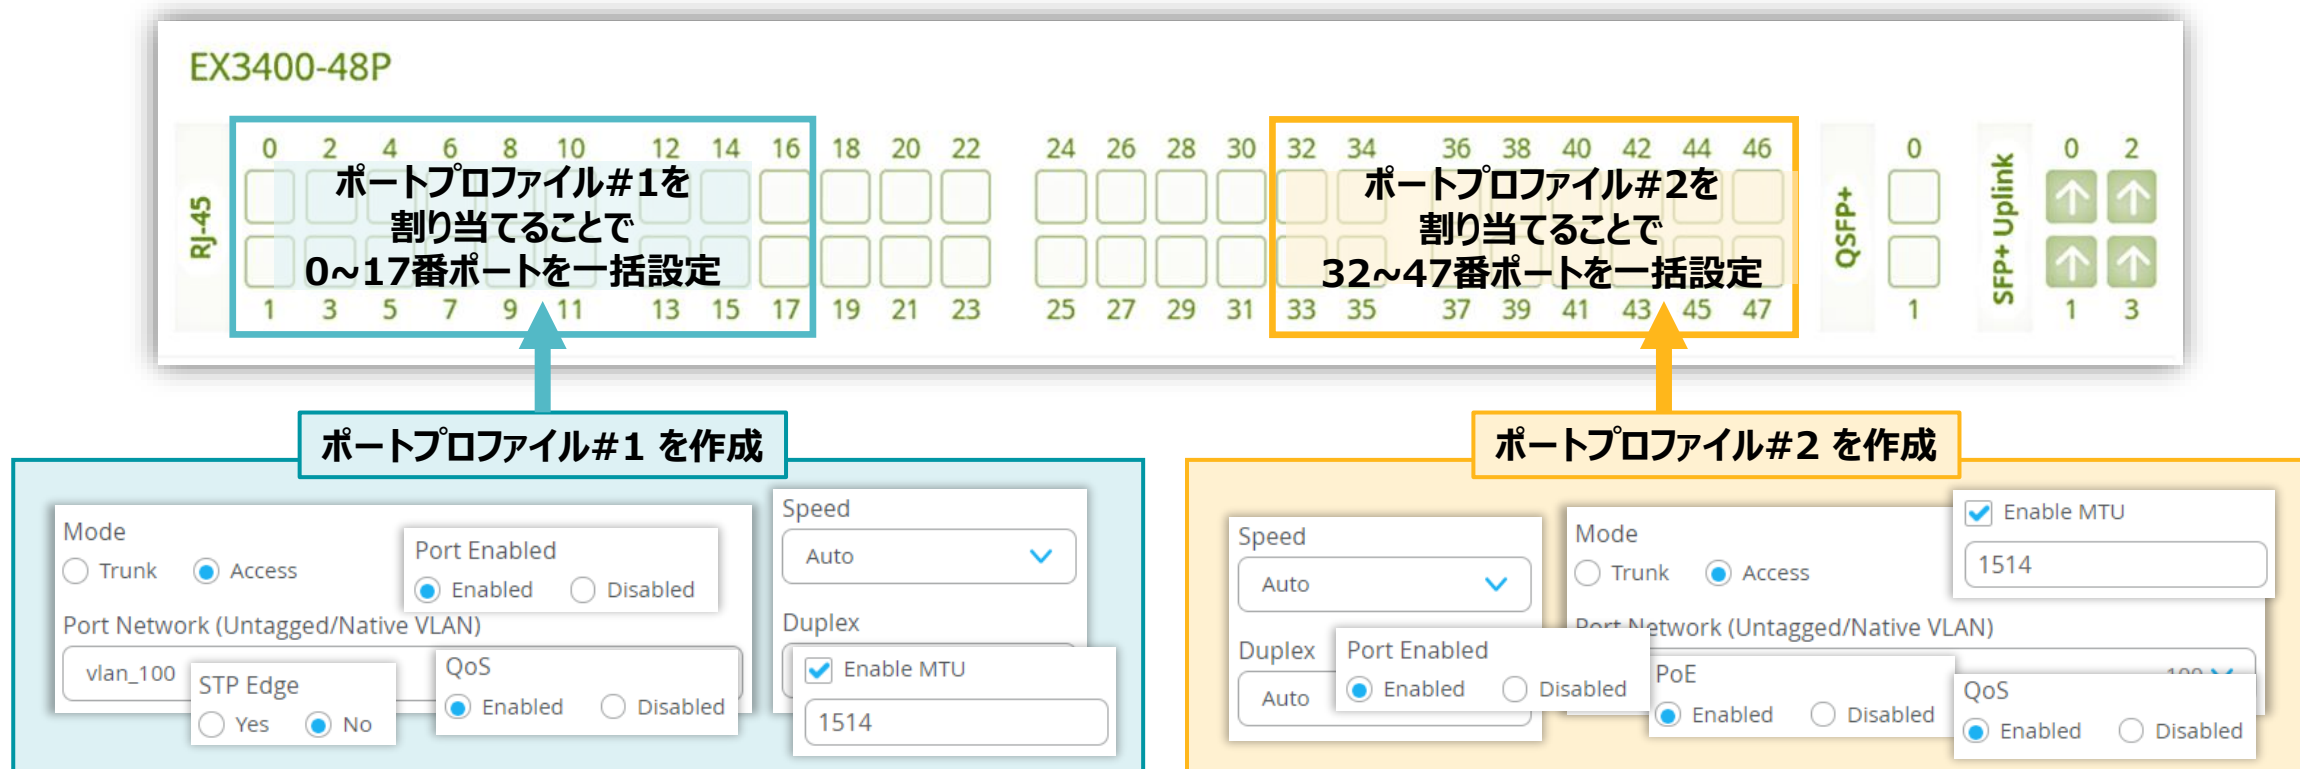 EX3400-48P
RJ-45
0 2 4 6 8 10 12 14 16 18 20 22 24 26 28 30 32 34 36 38 40 42 44 46
ポートプロファイル#1を
割り当てることで
0~17番ポートを一括設定
ポートプロファイル#2を
割り当てることで
32~47番ポートを一括設定
1 3 5 7 9 11 13 15 17 19 21 23 25 27 29 31 33 35 37 39 41 43 45 47
QSFP+
0
1
SFP+ Uplink
0 2
1 3
ポートプロファイル#1 を作成
Mode
Trunk Access
Port Enabled
Enabled Disabled
Port Network (Untagged/Native VLAN)
vlan_100
STP Edge
Yes No
QoS
Enabled Disabled
Speed
Auto
Duplex
Enable MTU
1514
ポートプロファイル#2 を作成
Speed
Auto
Duplex
Auto
Port Enabled
Enabled Disabled
Mode
Trunk Access
Port Network (Untagged/Native VLAN)
PoE
Enabled Disabled
Enable MTU
1514
QoS
Enabled Disabled